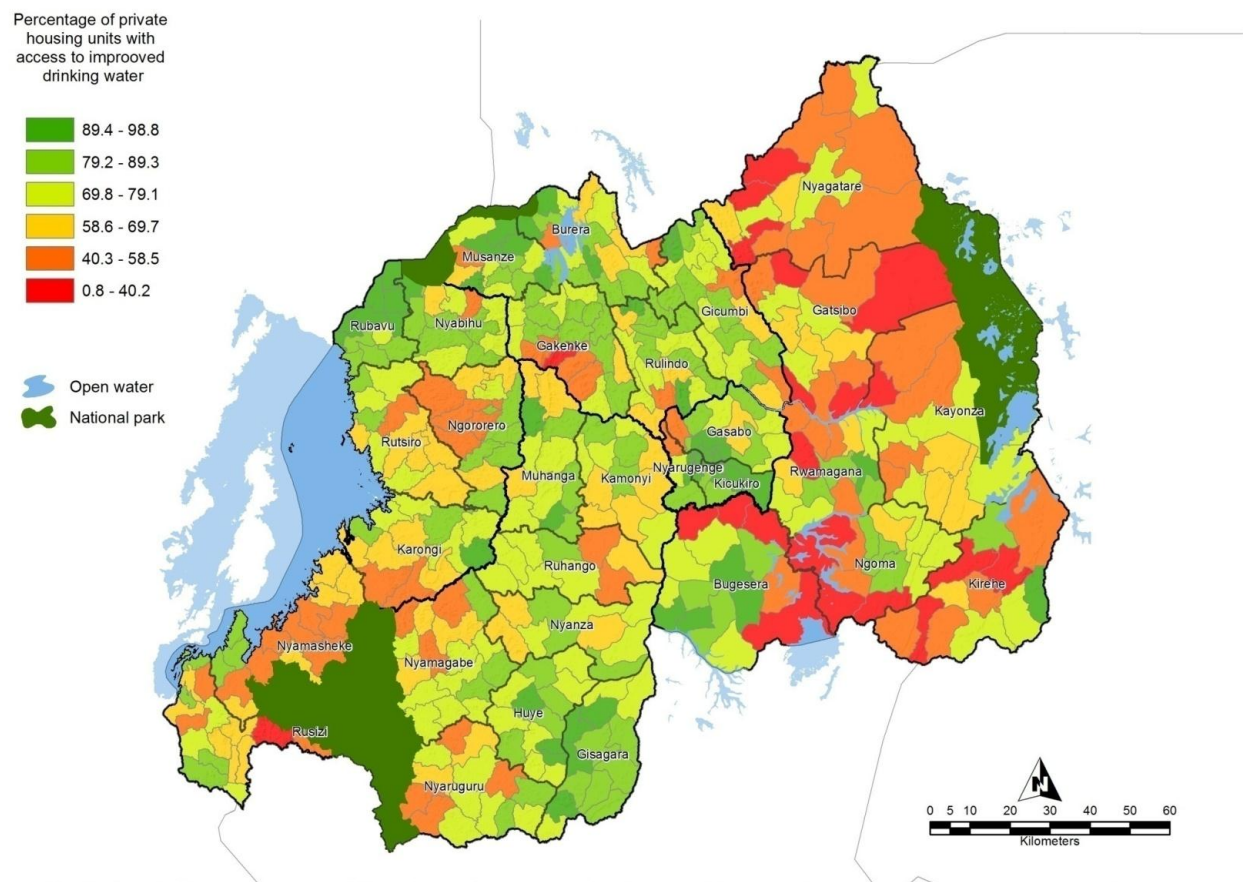 Percentage of private
housing units with
access to improoved
drinking water
89.4 - 98.8
79.2 - 89.3
69.8 - 79.1
58.6 - 69.7
40.3 - 58.5
0.8 - 40.2
Open water
National park
Nyagatare
Burera
Musanze
Gatsibo
Gicumbi
Rubavu
Nyabihu
Gakenke
Rulindo
Kayonza
Ngororero
Gasabo
Rutsiro
Nyarugenge
Rwamagana
Muhanga
Kamonyi
Kicukiro
Karongi
Ruhango
Ngoma
Bugesera
Kirehe
Nyanza
Nyamasheke
Nyamagabe
Huye
Rusizi
Gisagara
Nyaruguru
N
0 5 10 20 30 40 50 60
Kilometers